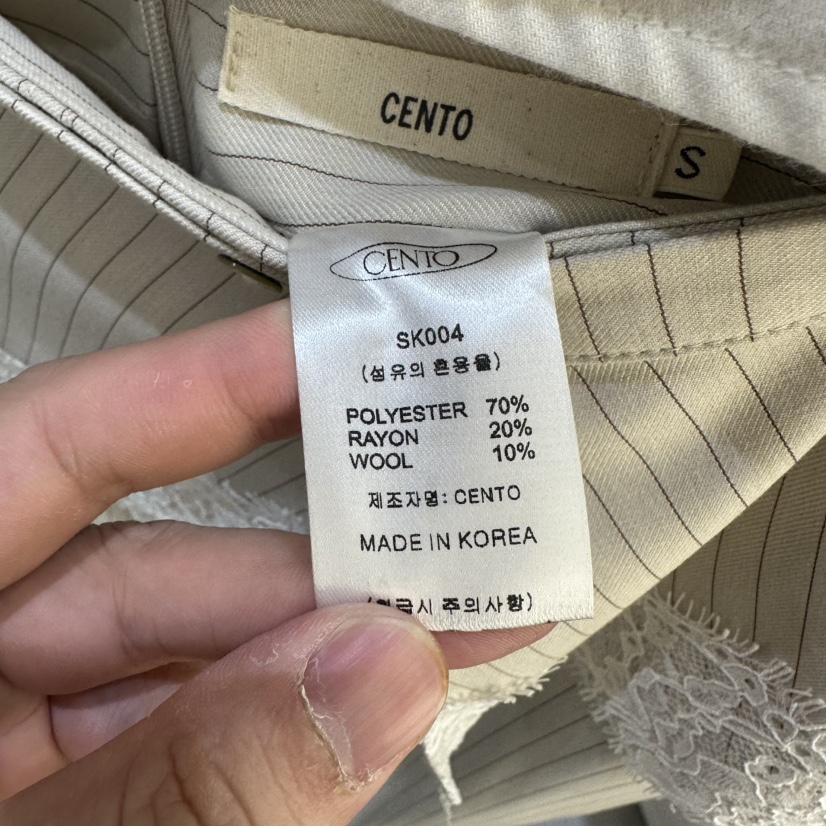 CENTO
S
CENTO
SK004
(섬유의 혼용율)
POLYESTER 70%
RAYON 20%
WOOL 10%
제조자명: CENTO
MADE IN KOREA
주의사항)